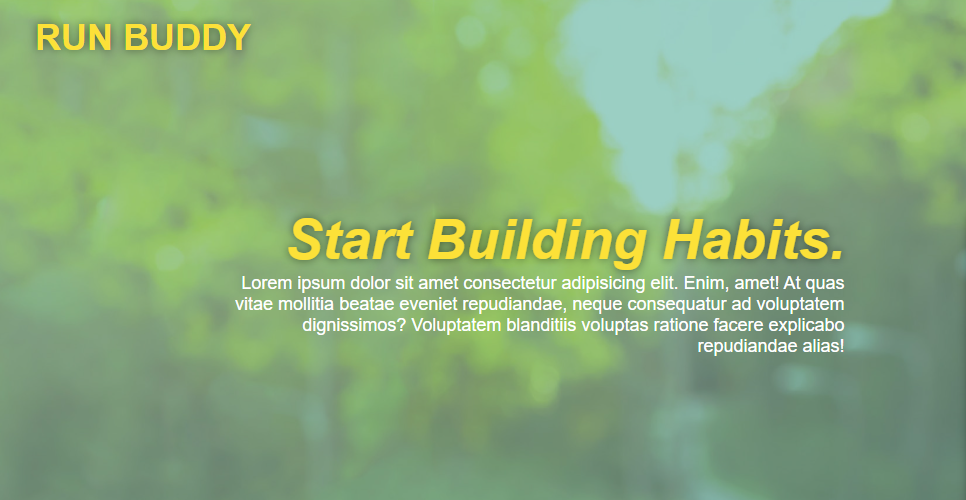 RUN BUDDY
Start Building Habits.
Lorem ipsum dolor sit amet consectetur adipisicing elit. Enim, amet! At quas
vitae mollitia beatae eveniet repudiandae, neque consequatur ad voluptatem
dignissimos? Voluptatem blanditiis voluptas ratione facere explicabo
repudiandae alias!